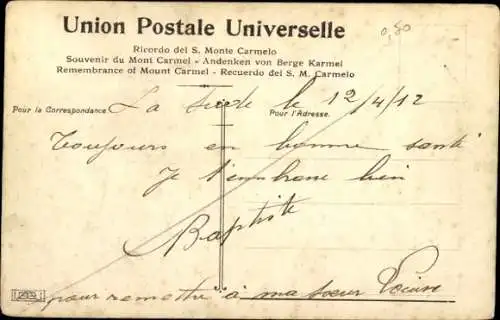 Union Postale Universelle
0,80
Ricordo del S. Monte Carmelo
Souvenir du Mont Carmel - Andenken von Berge Karmel
Remembrance of Mount Carmel - Recuerdo del S. M. Carmelo
Pour la Correspondance
Pour l'Adresse.
La le 12/4/12
Toujours en bonne santé
Je t'embrasse bien
Baptiste
pour remettre à ma soeur